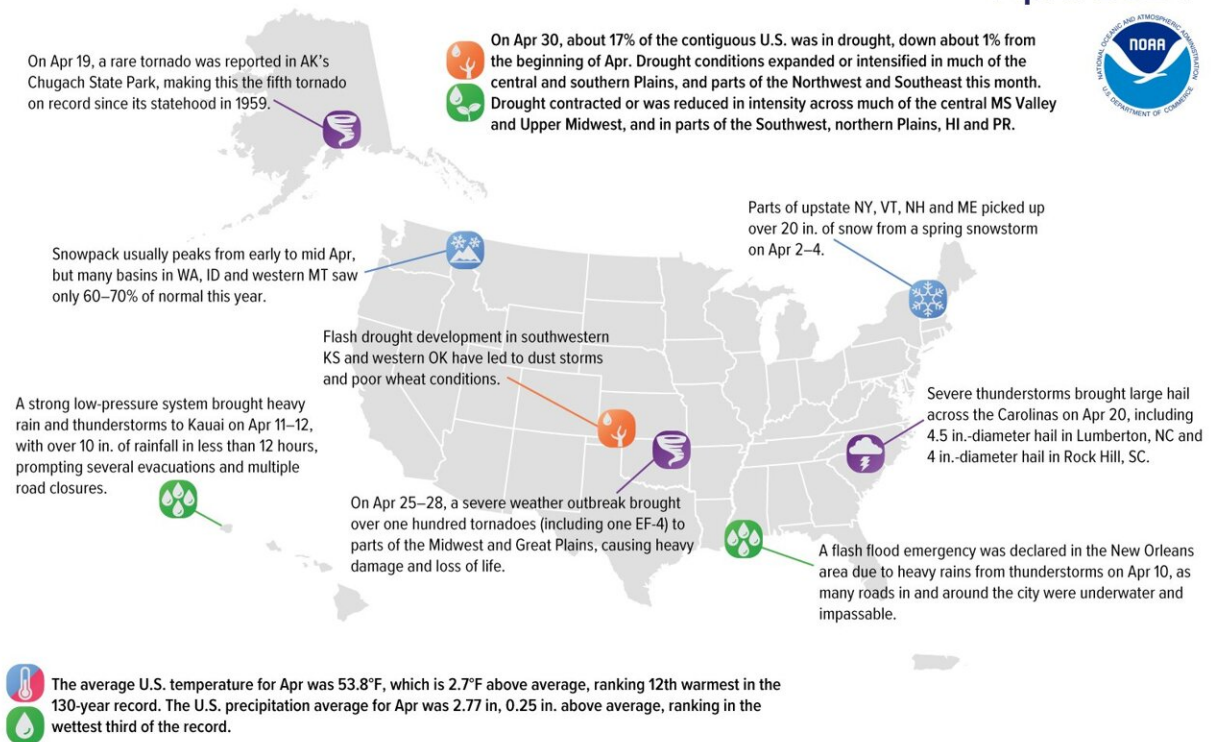 On Apr 19, a rare tornado was reported in AK's
Chugach State Park, making this the fifth tornado
on record since its statehood in 1959.
On Apr 30, about 17% of the contiguous U.S. was in drought, down about 1% from
the beginning of Apr. Drought conditions expanded or intensified in much of the
central and southern Plains, and parts of the Northwest and Southeast this month.
Drought contracted or was reduced in intensity across much of the central MS Valley
and Upper Midwest, and in parts of the Southwest, northern Plains, HI and PR.
NATIONAL OCEANIC AND ATMOSPHERIC ADMINISTRATION
NOAA
U.S. DEPARTMENT OF COMMERCE
Parts of upstate NY, VT, NH and ME picked up
over 20 in. of snow from a spring snowstorm
on Apr 2–4.
Snowpack usually peaks from early to mid Apr,
but many basins in WA, ID and western MT saw
only 60–70% of normal this year.
Flash drought development in southwestern
KS and western OK have led to dust storms
and poor wheat conditions.
A strong low-pressure system brought heavy
rain and thunderstorms to Kauai on Apr 11–12,
with over 10 in. of rainfall in less than 12 hours,
prompting several evacuations and multiple
road closures.
Severe thunderstorms brought large hail
across the Carolinas on Apr 20, including
4.5 in.-diameter hail in Lumberton, NC and
4 in.-diameter hail in Rock Hill, SC.
On Apr 25–28, a severe weather outbreak brought
over one hundred tornadoes (including one EF-4) to
parts of the Midwest and Great Plains, causing heavy
damage and loss of life.
A flash flood emergency was declared in the New Orleans
area due to heavy rains from thunderstorms on Apr 10, as
many roads in and around the city were underwater and
impassable.
The average U.S. temperature for Apr was 53.8°F, which is 2.7°F above average, ranking 12th warmest in the
130-year record. The U.S. precipitation average for Apr was 2.77 in, 0.25 in. above average, ranking in the
wettest third of the record.